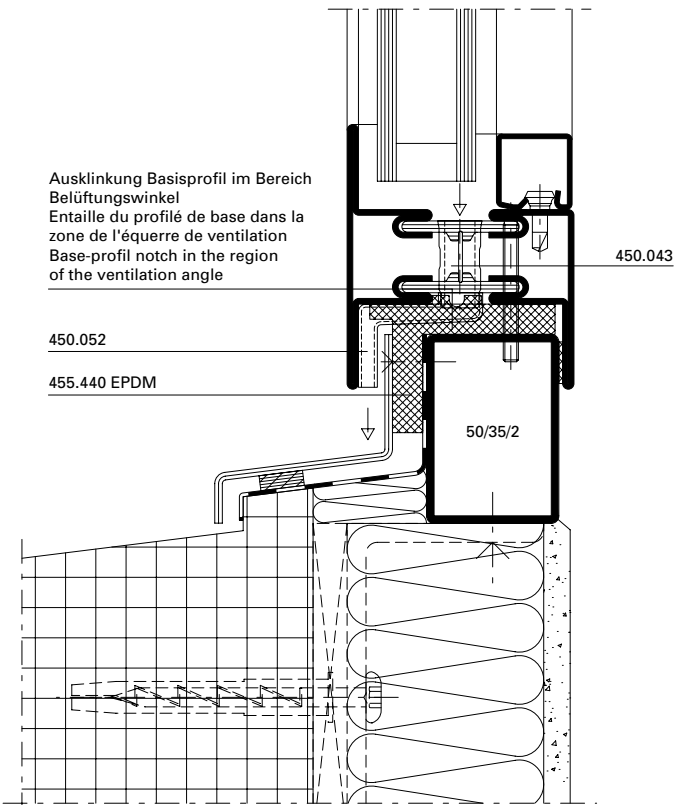 Ausklinkung Basisprofil im Bereich
Belüftungswinkel
Entaille du profilé de base dans la
zone de l'équerre de ventilation
Base-profil notch in the region
of the ventilation angle
450.043
450.052
455.440 EPDM
50/35/2